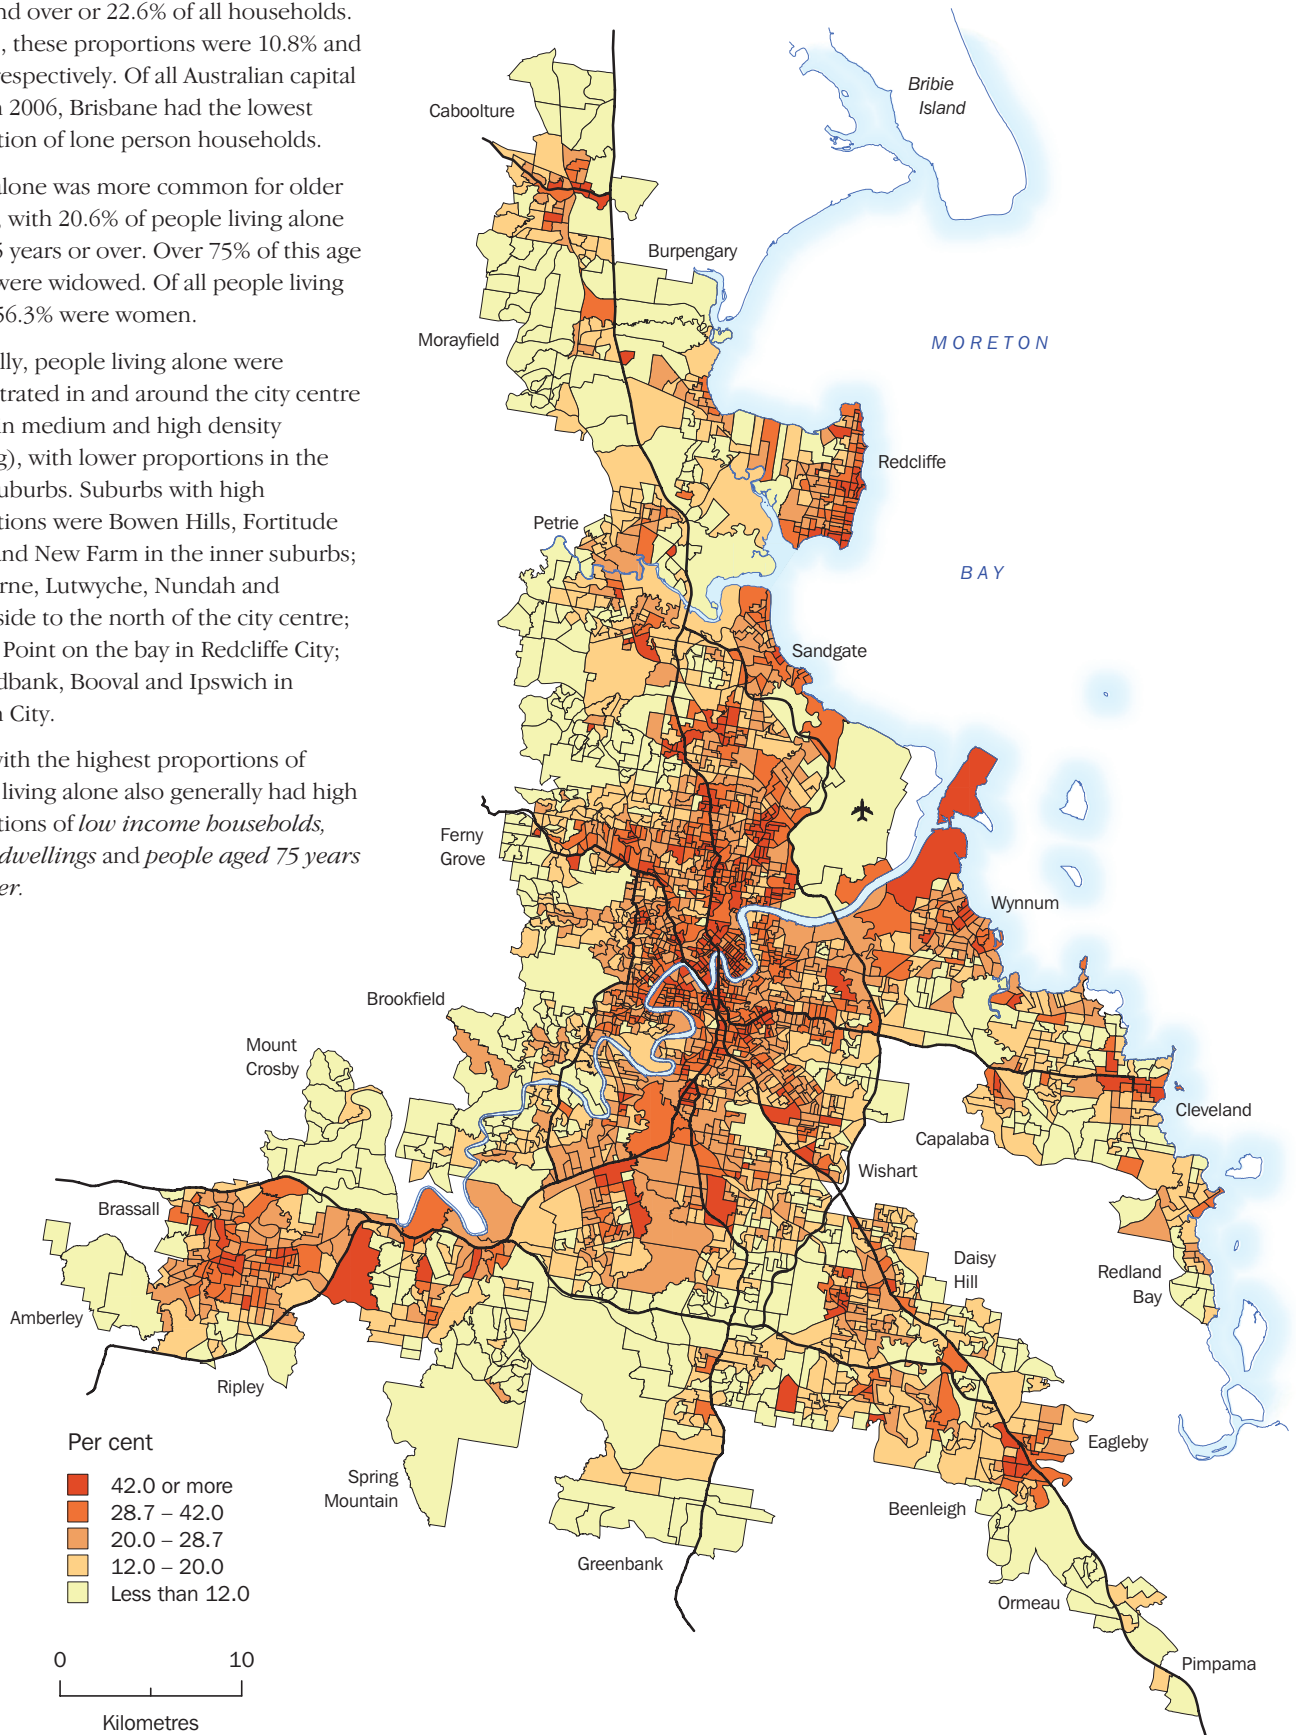 nd over or 22.6% of all households.
, these proportions were 10.8% and
respectively. Of all Australian capital
n 2006, Brisbane had the lowest
tion of lone person households.
alone was more common for older
, with 20.6% of people living alone
5 years or over. Over 75% of this age
were widowed. Of all people living
56.3% were women.
lly, people living alone were
trated in and around the city centre
in medium and high density
g), with lower proportions in the
suburbs. Suburbs with high
tions were Bowen Hills, Fortitude
and New Farm in the inner suburbs;
rne, Lutwyche, Nundah and
side to the north of the city centre;
Point on the bay in Redcliffe City;
dbank, Booval and Ipswich in
n City.
with the highest proportions of
living alone also generally had high
tions of low income households,
dwellings and people aged 75 years
er.
Caboolture
Bribie
Island
Burpengary
Morayfield
MORETON
Redcliffe
Petrie
BAY
Sandgate
Ferny
Grove
Wynnum
Brookfield
Mount
Crosby
Cleveland
Capalaba
Wishart
Brassall
Daisy
Hill
Redland
Bay
Amberley
Ripley
Eagleby
Spring
Mountain
Beenleigh
Greenbank
Ormeau
Pimpama
Per cent
42.0 or more
28.7 – 42.0
20.0 – 28.7
12.0 – 20.0
Less than 12.0
0 10
Kilometres